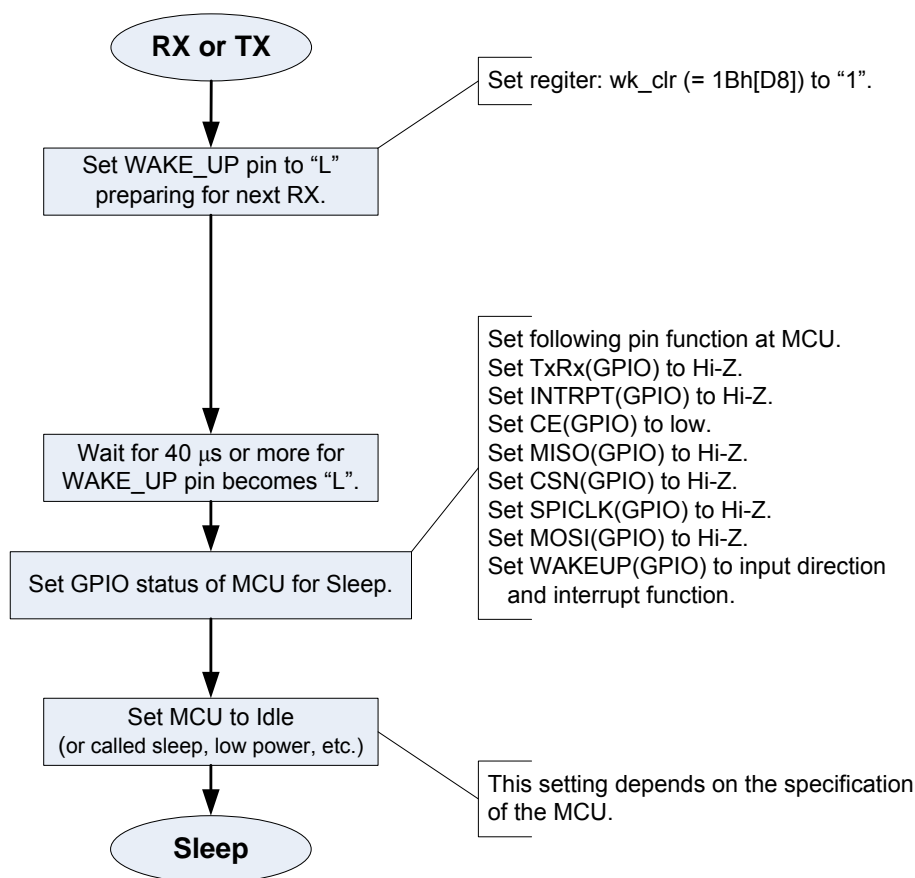 RX or TX
Set regiter: wk_clr (= 1Bh[D8]) to “1”.
Set WAKE_UP pin to “L”
preparing for next RX.
Set following pin function at MCU.
Set TxRx(GPIO) to Hi-Z.
Set INTRPT(GPIO) to Hi-Z.
Set CE(GPIO) to low.
Set MISO(GPIO) to Hi-Z.
Set CSN(GPIO) to Hi-Z.
Set SPICLK(GPIO) to Hi-Z.
Set MOSI(GPIO) to Hi-Z.
Set WAKEUP(GPIO) to input direction
and interrupt function.
Wait for 40 μs or more for
WAKE_UP pin becomes “L”.
Set GPIO status of MCU for Sleep.
Set MCU to Idle
(or called sleep, low power, etc.)
This setting depends on the specification
of the MCU.
Sleep